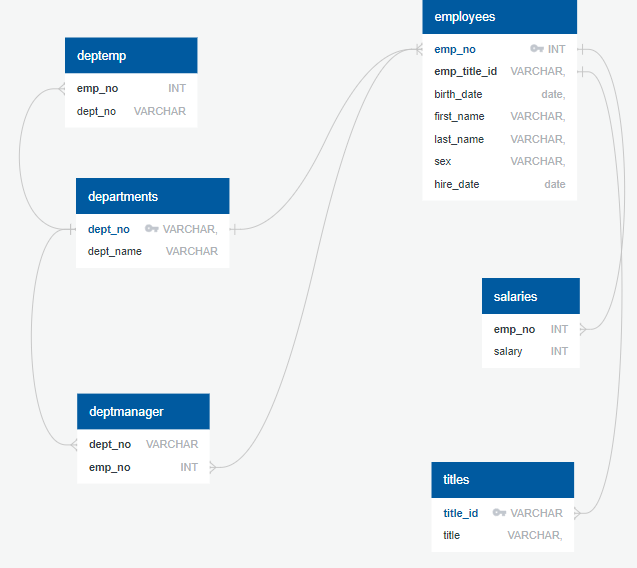 employees
emp_no INT
emp_title_id VARCHAR,
birth_date date,
first_name VARCHAR,
last_name VARCHAR,
sex VARCHAR,
hire_date date
deptemp
emp_no INT
dept_no VARCHAR
departments
dept_no VARCHAR,
dept_name VARCHAR
salaries
emp_no INT
salary INT
deptmanager
dept_no VARCHAR
emp_no INT
titles
title_id VARCHAR
title VARCHAR,